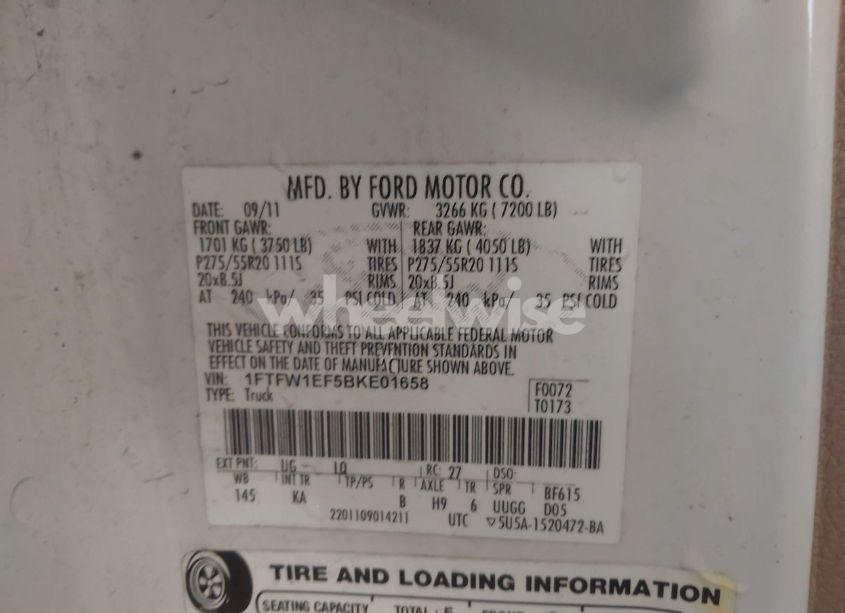 MFD. BY FORD MOTOR CO.
DATE: 09/11 GVWR: 3266 KG ( 7200 LB)
FRONT GAWR: REAR GAWR:
1701 KG ( 3750 LB) WITH 1837 KG ( 4050 LB) WITH
P275/55R20 111S TIRES P275/55R20 111S TIRES
20x8.5J RIMS 20x8.5J RIMS
AT 240 kPa/ 35 PSI COLD AT 240 kPa/ 35 PSI COLD
wheelwise
THIS VEHICLE CONFORMS TO ALL APPLICABLE FEDERAL MOTOR
VEHICLE SAFETY AND THEFT PREVENTION STANDARDS IN
EFFECT ON THE DATE OF MANUFACTURE SHOWN ABOVE.
VIN: 1FTFW1EF5BKE01658
TYPE: Truck
F0072
T0173
EXT PNT: UG LQ RC: 27 DSO:
WB INT TR TP/PS R AXLE TR SPR BF615
145 KA B H9 6 UUGG D05
2201109014211 UTC ▽5U5A-1520472-BA
TIRE AND LOADING INFORMATION
SEATING CAPACITY TOTAL : 5